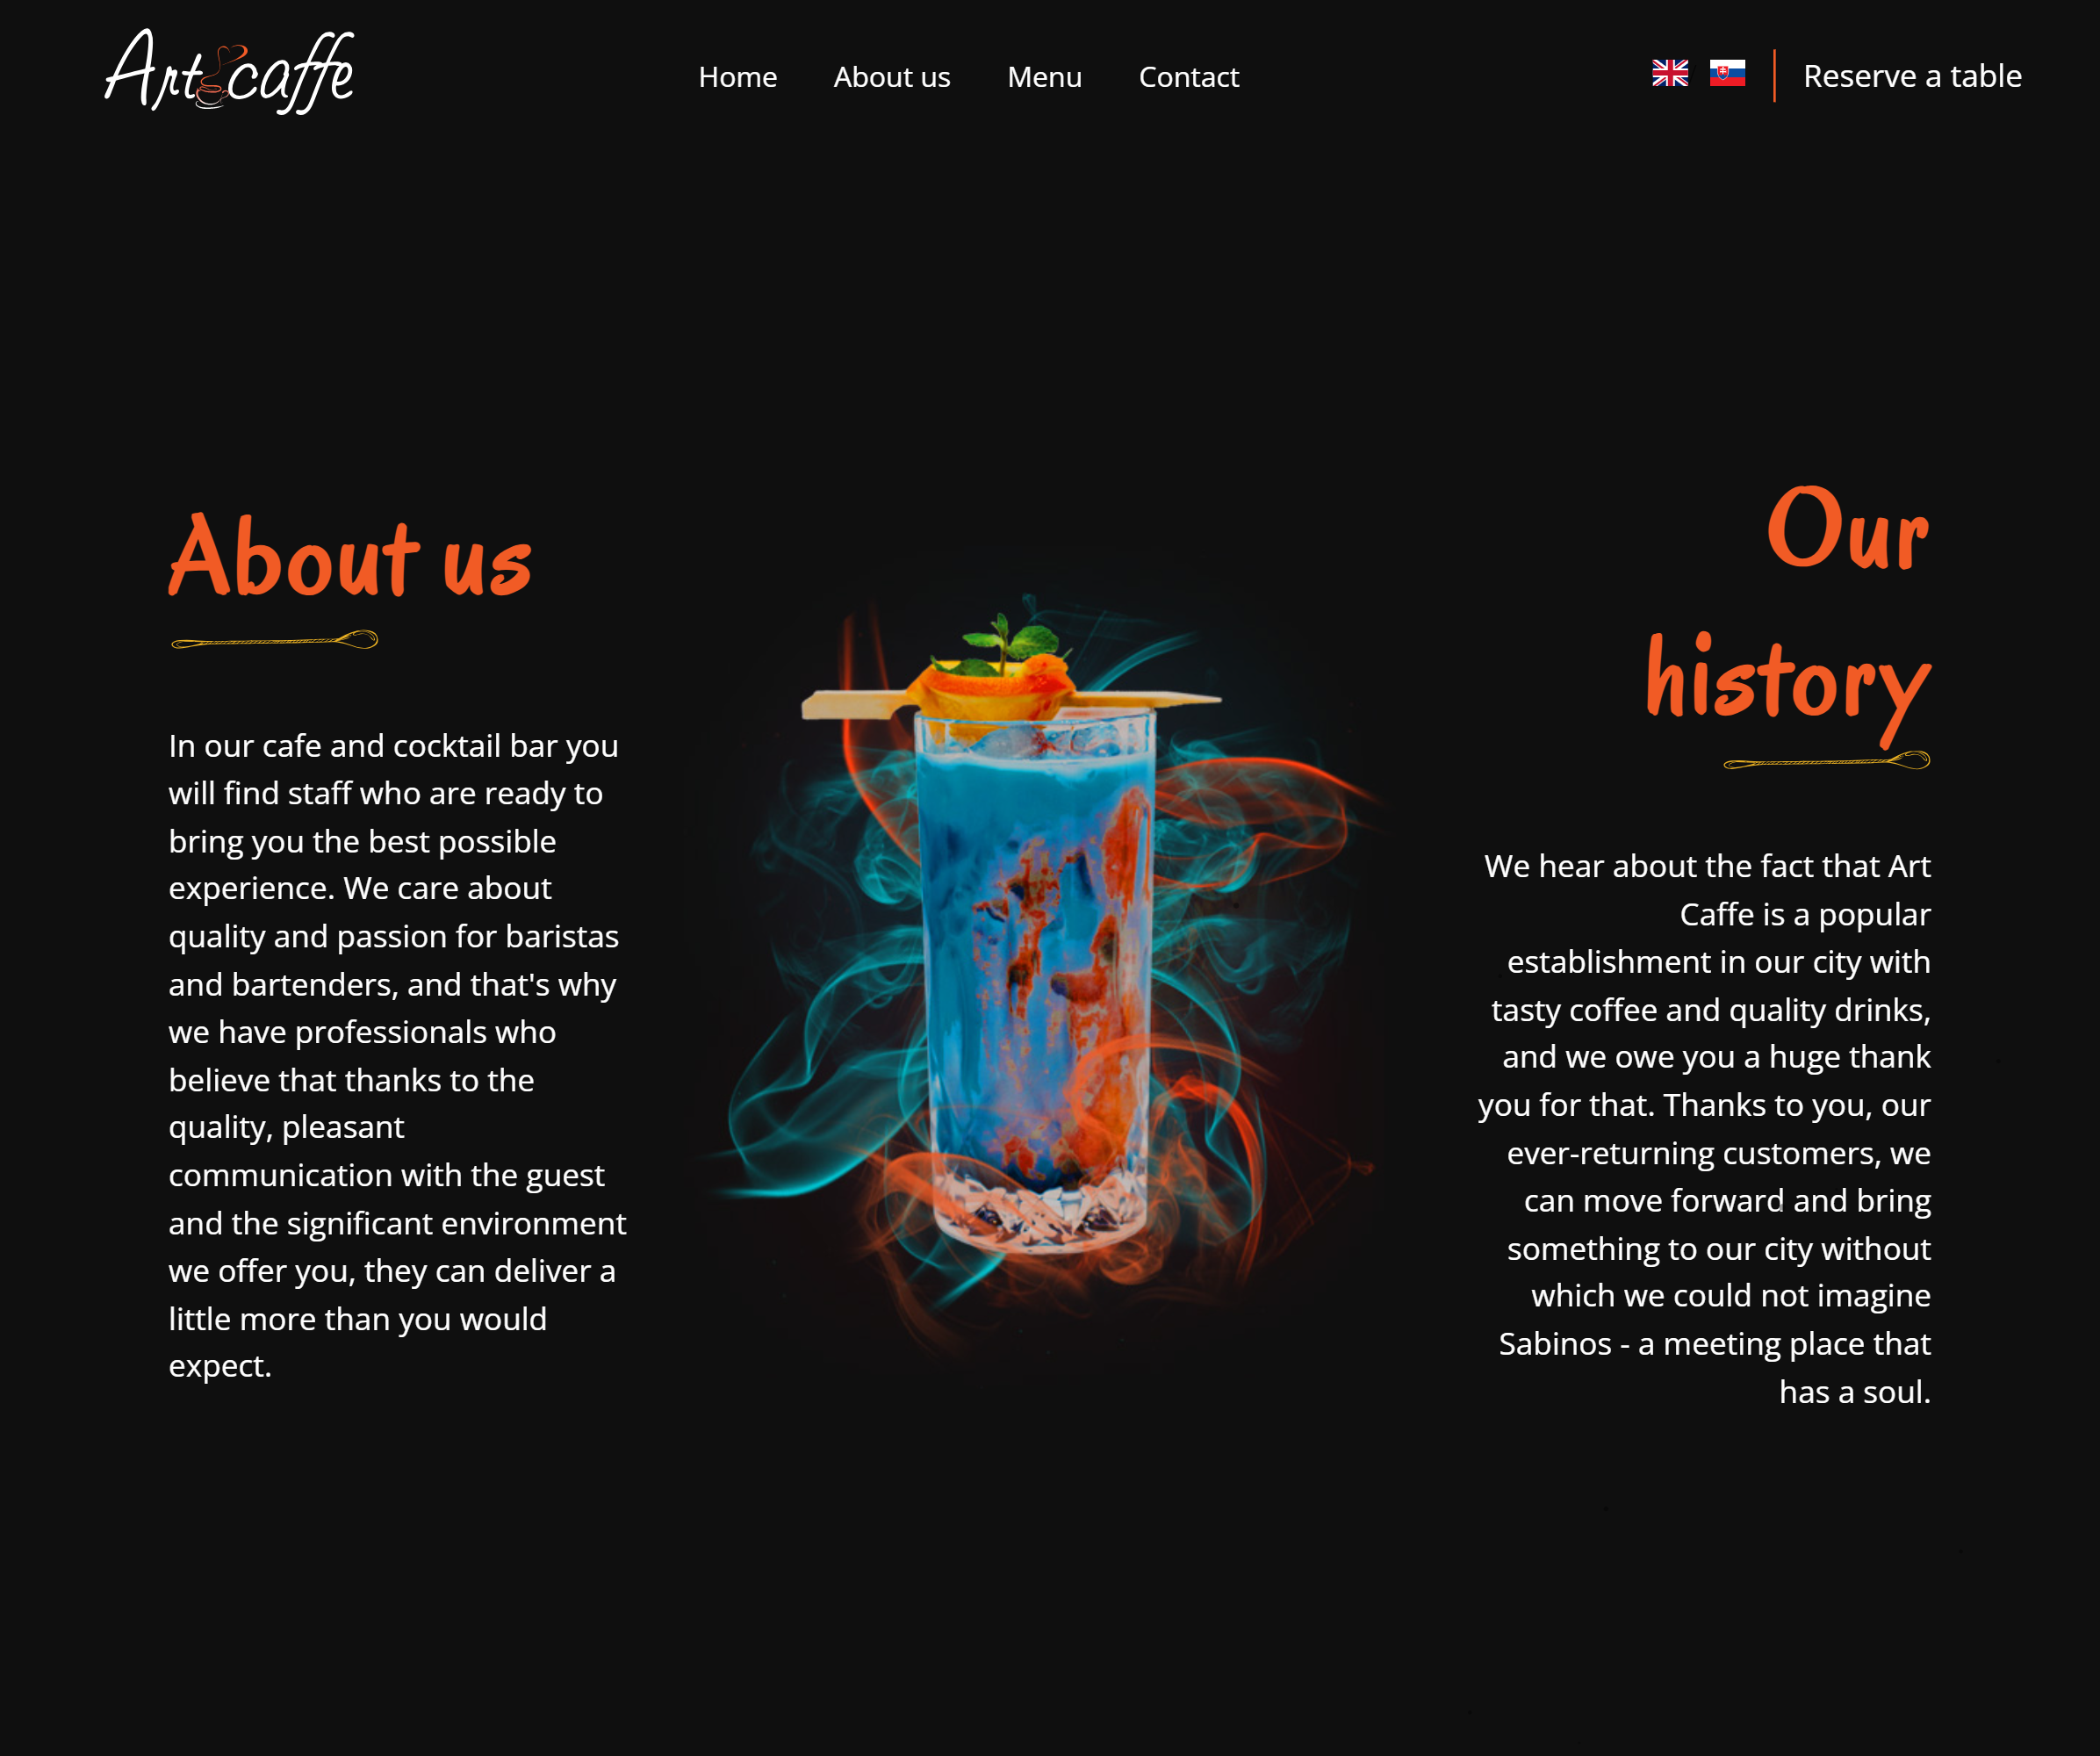 Art caffe
Home
About us
Menu
Contact
Reserve a table
About us
In our cafe and cocktail bar you
will find staff who are ready to
bring you the best possible
experience. We care about
quality and passion for baristas
and bartenders, and that's why
we have professionals who
believe that thanks to the
quality, pleasant
communication with the guest
and the significant environment
we offer you, they can deliver a
little more than you would
expect.
Our
history
We hear about the fact that Art
Caffe is a popular
establishment in our city with
tasty coffee and quality drinks,
and we owe you a huge thank
you for that. Thanks to you, our
ever-returning customers, we
can move forward and bring
something to our city without
which we could not imagine
Sabinos - a meeting place that
has a soul.